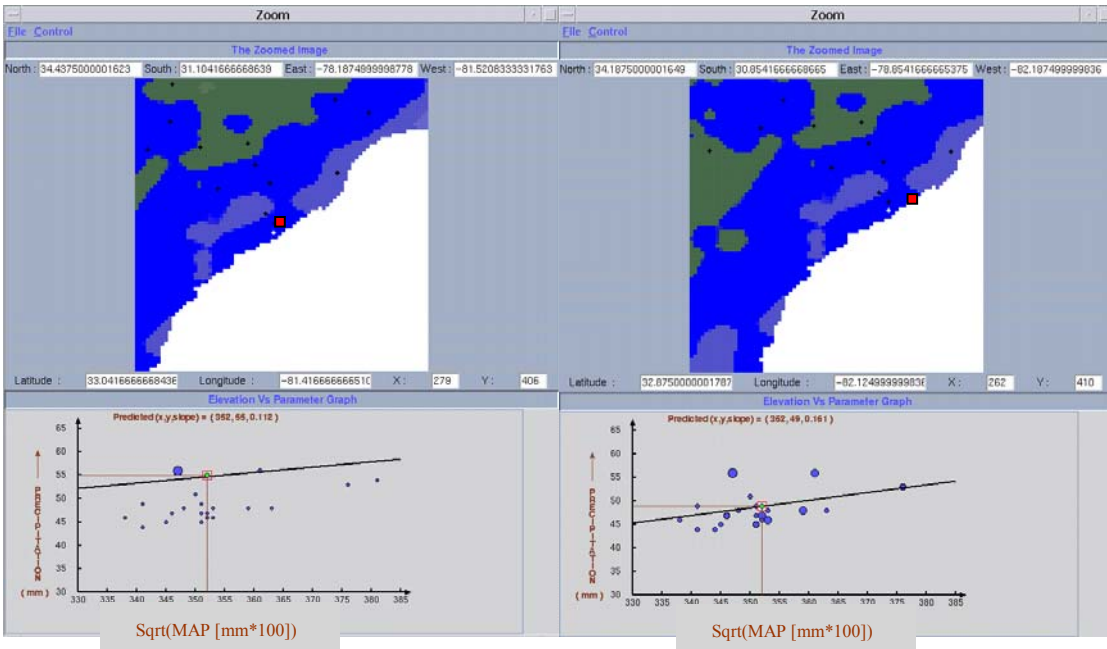 Zoom
File Control
The Zoomed Image
North : 34.4375000001623 South : 31.1041666668639 East : -78.1874999998778 West : -81.5208333331763
Latitude : 33.0416666668436 Longitude : -81.416666666510 X : 279 Y : 406
Elevation Vs Parameter Graph
Predicted (x,y,slope) = ( 352, 55, 0.112 )
65
60
55
50
45
40
35
30
PRECIPITATION
( mm )
330 335 340 345 350 355 360 365 370 375 380 385
Sqrt(MAP [mm*100])
Zoom
File Control
The Zoomed Image
North : 34.1875000001649 South : 30.8541666668665 East : -78.8541666665375 West : -82.187499999836
Latitude : 32.8750000001787 Longitude : -82.124999999836 X : 262 Y : 410
Elevation Vs Parameter Graph
Predicted (x,y,slope) = ( 352, 49, 0.161 )
65
60
55
50
45
40
35
30
PRECIPITATION
( mm )
330 335 340 345 350 355 360 365 370 375 380 385
Sqrt(MAP [mm*100])